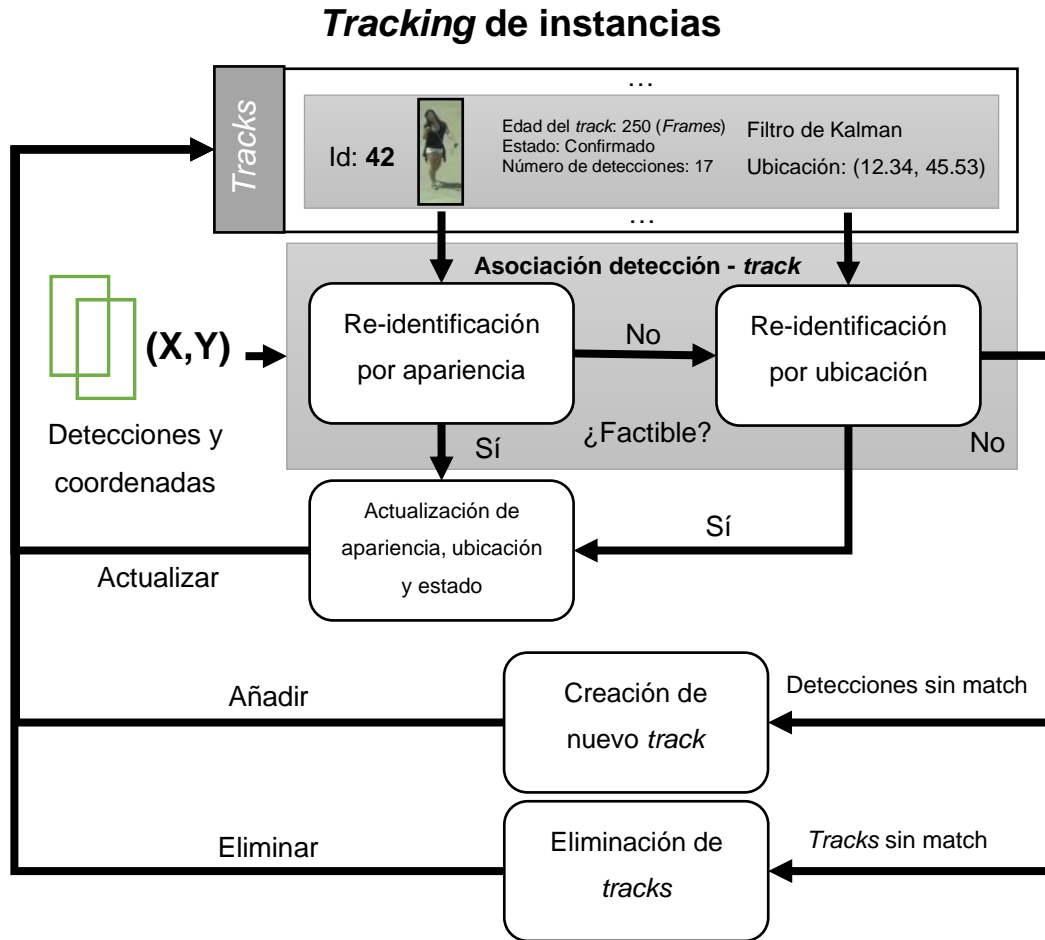 Tracking de instancias
Tracks
…
Id: 42
Edad del track: 250 (Frames)
Estado: Confirmado
Número de detecciones: 17
Filtro de Kalman
Ubicación: (12.34, 45.53)
…
Asociación detección - track
(X,Y)
Detecciones y
coordenadas
Re-identificación
por apariencia
No
Re-identificación
por ubicación
¿Factible?
Sí
No
Actualización de
apariencia, ubicación
y estado
Sí
Actualizar
Añadir
Creación de
nuevo track
Detecciones sin match
Eliminar
Eliminación de
tracks
Tracks sin match